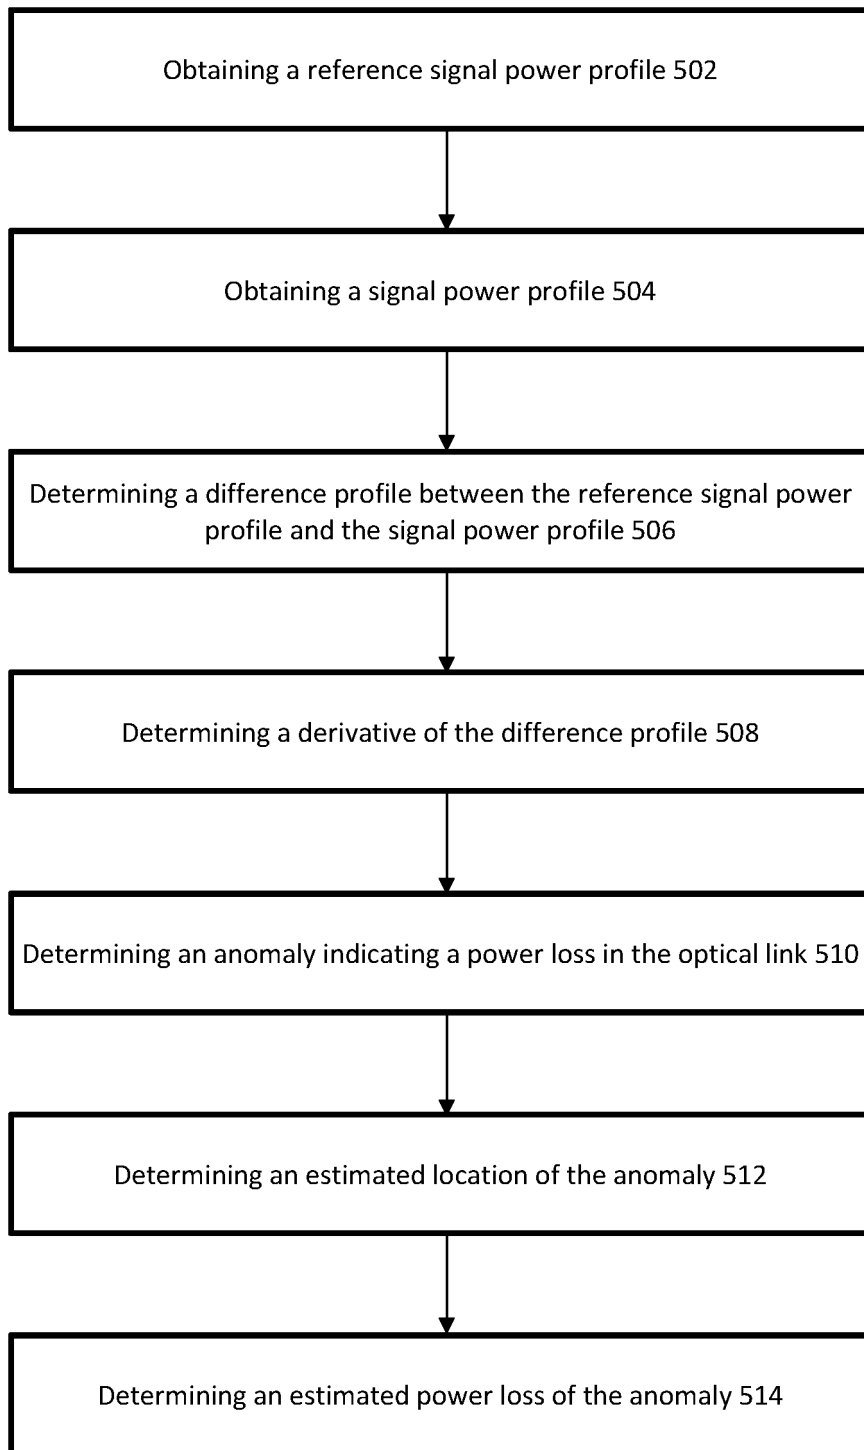 Obtaining a reference signal power profile 502
Obtaining a signal power profile 504
Determining a difference profile between the reference signal power
profile and the signal power profile 506
Determining a derivative of the difference profile 508
Determining an anomaly indicating a power loss in the optical link 510
Determining an estimated location of the anomaly 512
Determining an estimated power loss of the anomaly 514